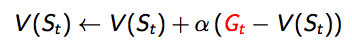 V(S_t) ← V(S_t) + α (G_t − V(S_t))